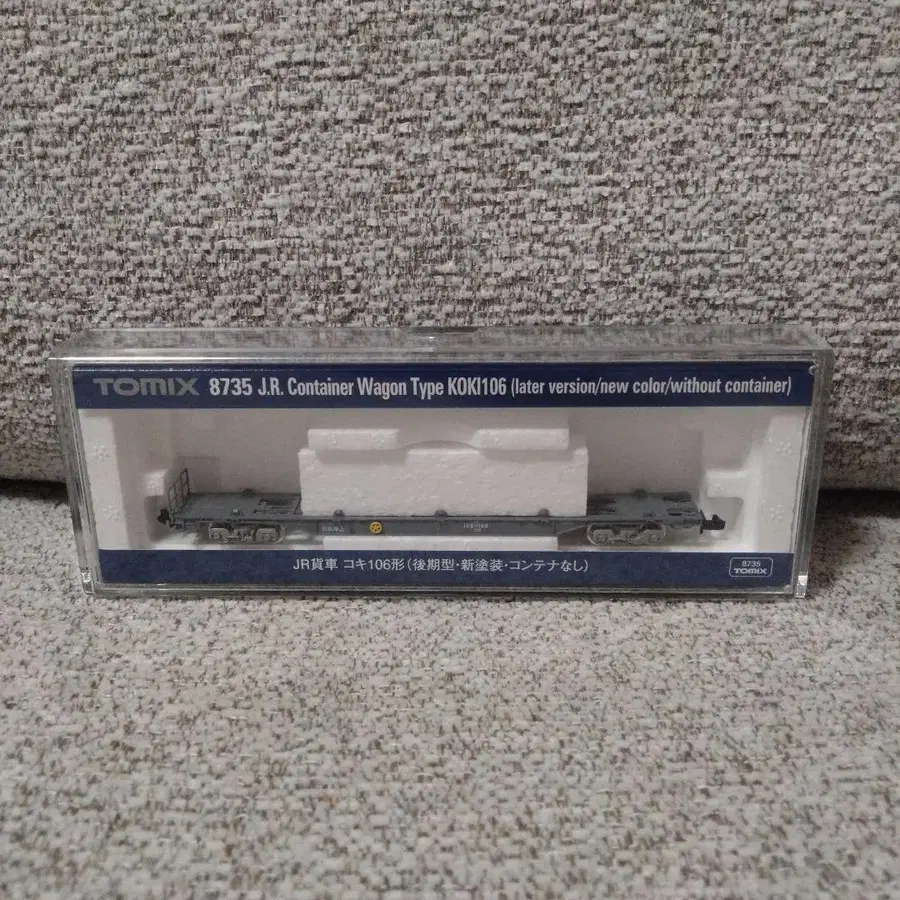 TOMIX 8735 J.R. Container Wagon Type KOKI106 (later version/new color/without container)
JR貨車 コキ106形(後期型・新塗装・コンテナなし)
8735
TOMIX